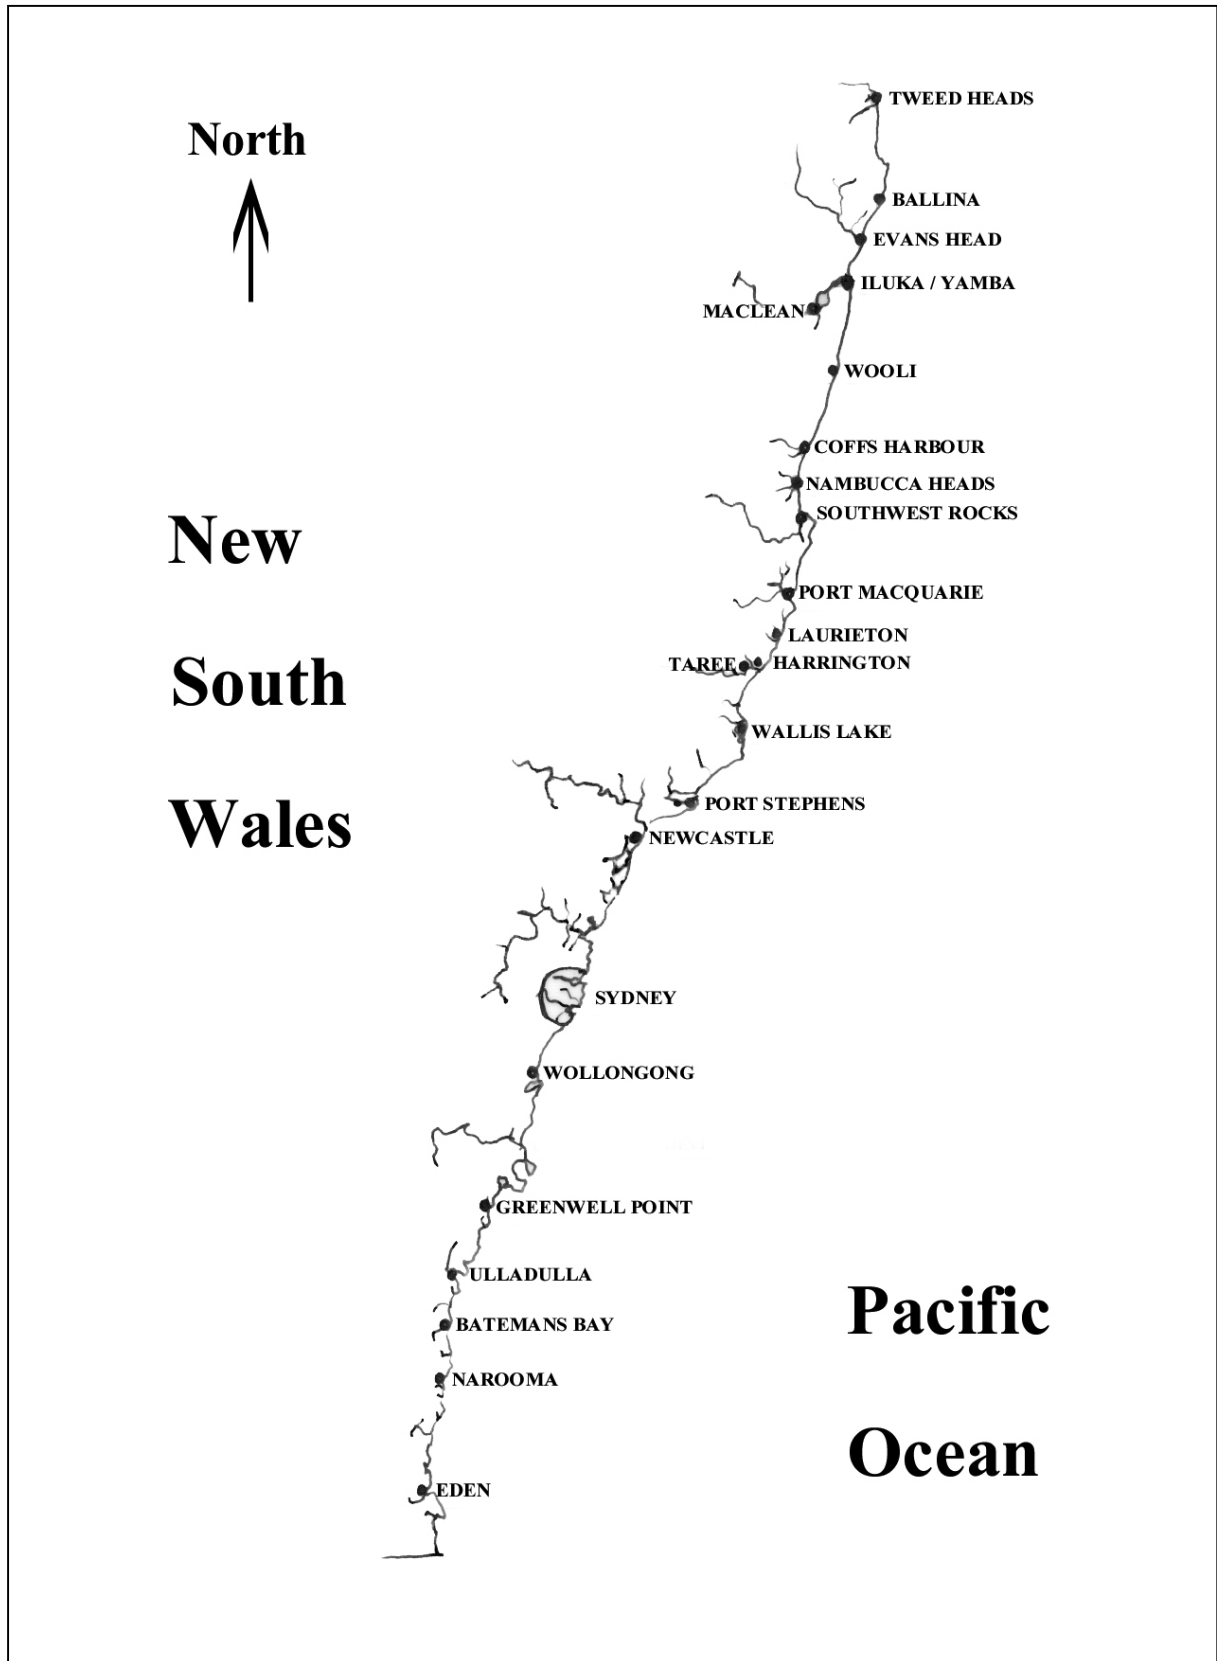 TWEED HEADS
North
BALLINA
EVANS HEAD
ILUKA / YAMBA
MACLEAN
WOOLI
COFFS HARBOUR
NAMBUCCA HEADS
SOUTHWEST ROCKS
New
PORT MACQUARIE
LAURIETON
TAREE
HARRINGTON
South
WALLIS LAKE
PORT STEPHENS
Wales
NEWCASTLE
SYDNEY
WOLLONGONG
GREENWELL POINT
ULLADULLA
Pacific
BATEMANS BAY
NAROOMA
Ocean
EDEN